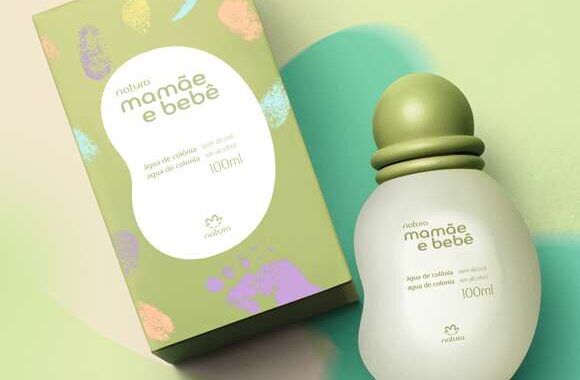 natura
mamãe
e bebê
água de colônia sem álcool
agua de colonia sin alcohol
100ml
natura
natura
mamãe
e bebê
água de colônia sem álcool
agua de colonia sin alcohol
100ml
natura